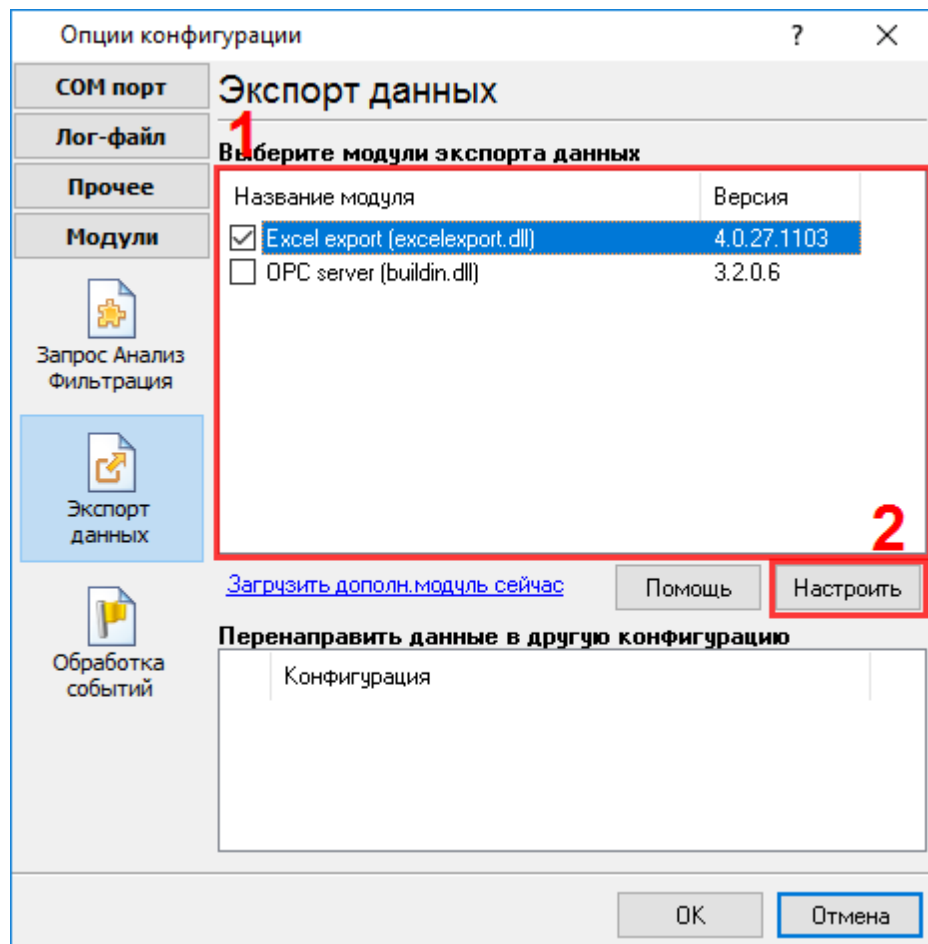 Опции конфигурации
?
COM порт
Лог-файл
Прочее
Модули
Запрос Анализ
Фильтрация
Экспорт
данных
Обработка
событий
Экспорт данных
1
Выберите модули экспорта данных
Название модуля Версия
Excel export (excelexport.dll) 4.0.27.1103
OPC server (buildin.dll) 3.2.0.6
2
Загрузить дополн.модуль сейчас
Помощь
Настроить
Перенаправить данные в другую конфигурацию
Конфигурация
OK
Отмена